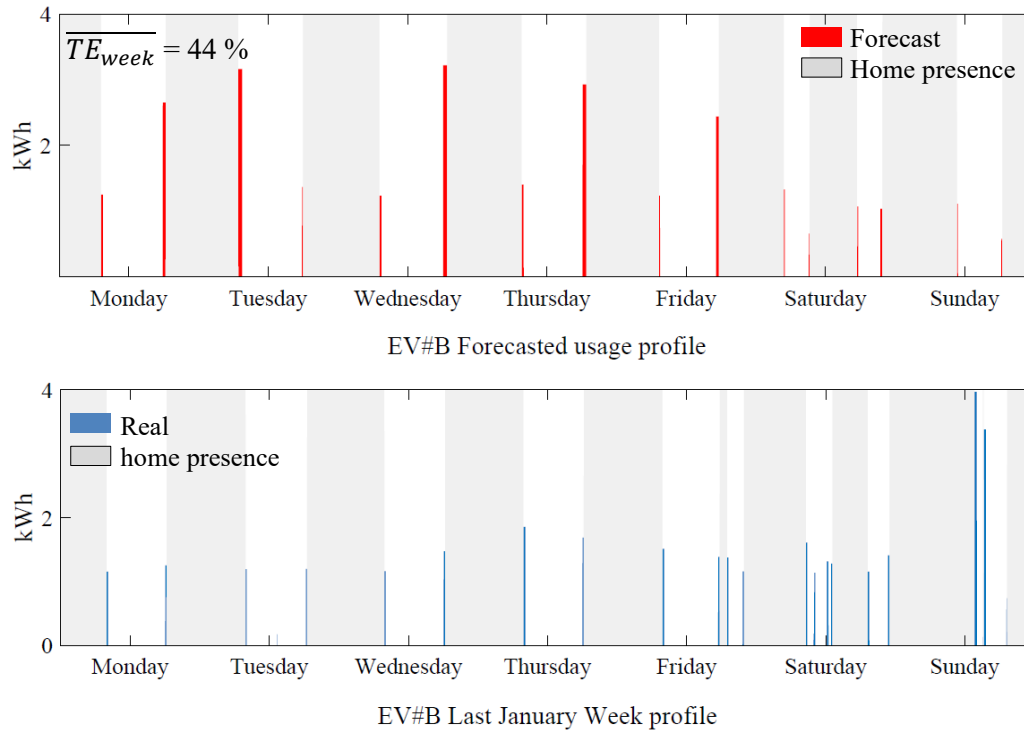 4
TE_week = 44 %
Forecast
Home presence
kWh
2
Monday Tuesday Wednesday Thursday Friday Saturday Sunday
EV#B Forecasted usage profile
4
Real
home presence
kWh
2
0
Monday Tuesday Wednesday Thursday Friday Saturday Sunday
EV#B Last January Week profile